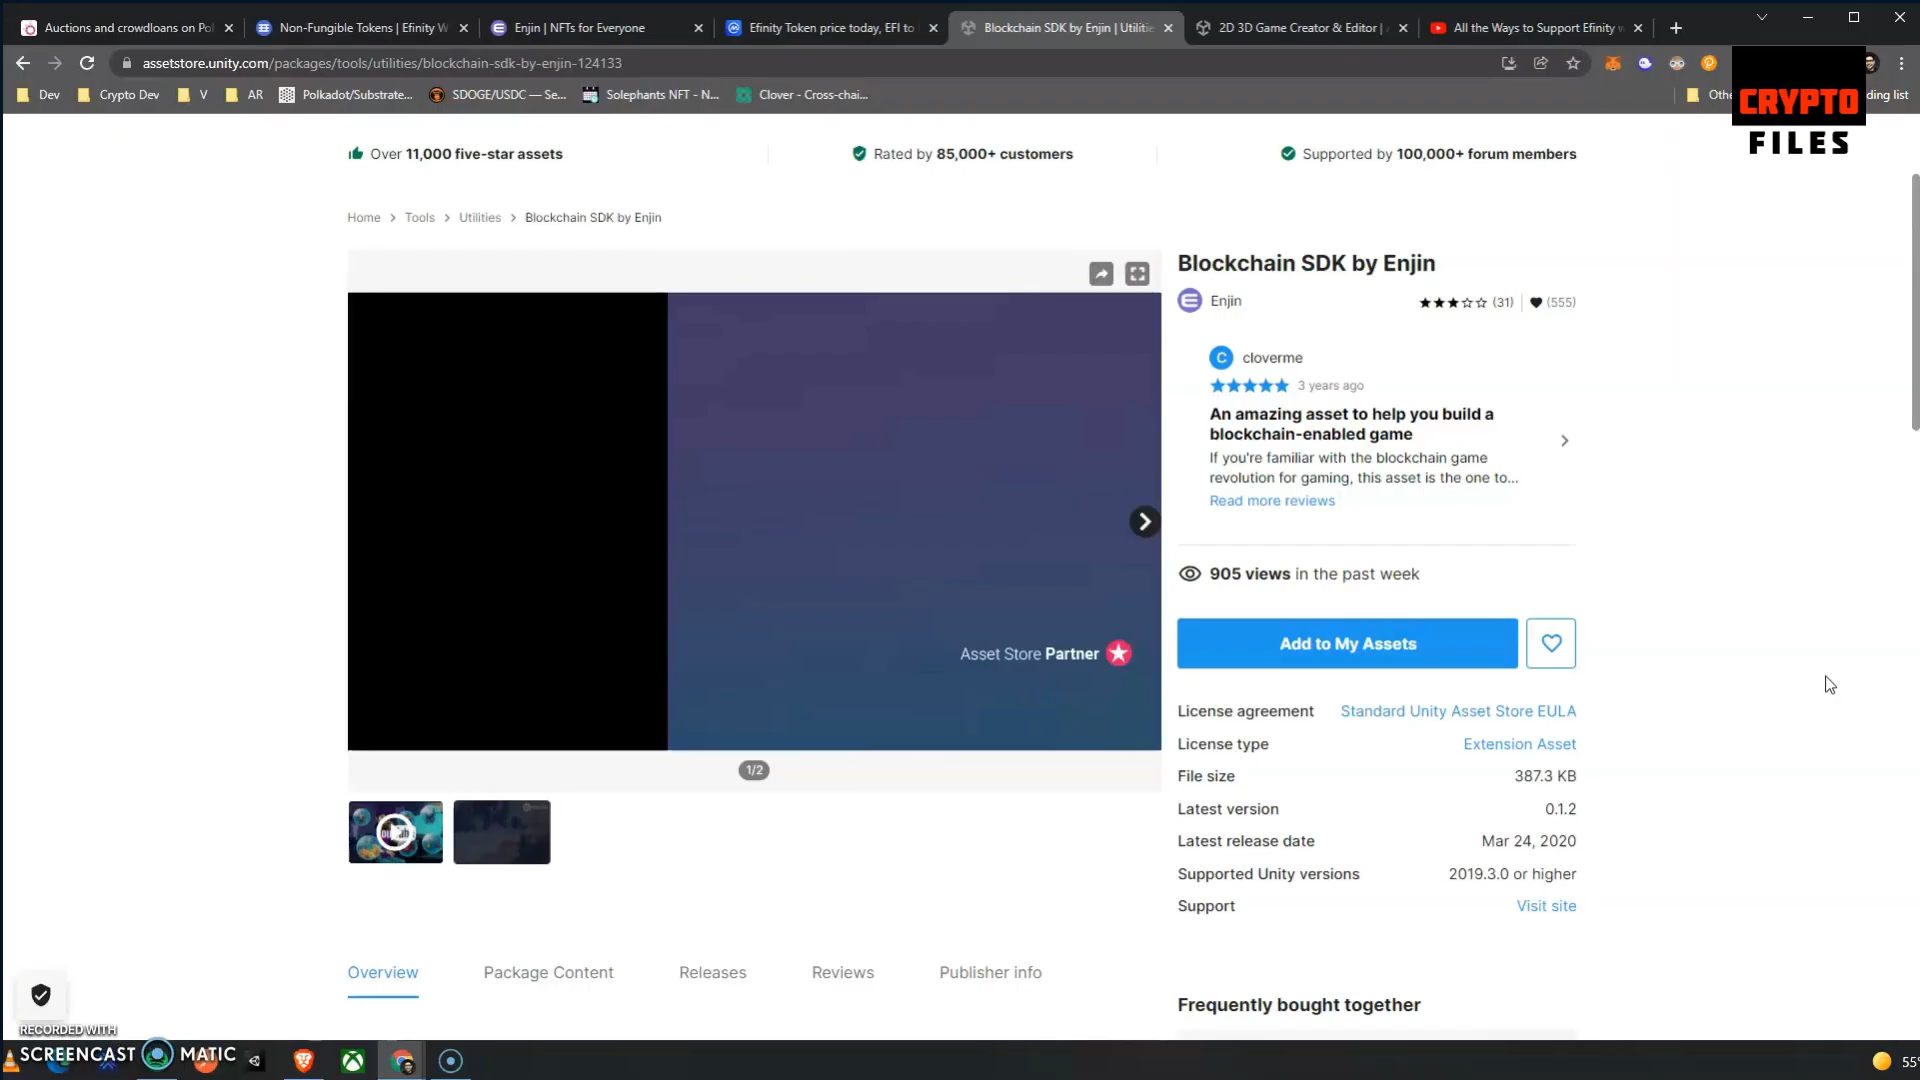 Auctions and crowdloans on Pol
Non-Fungible Tokens | Efinity W
Enjin | NFTs for Everyone
Efinity Token price today, EFI to
Blockchain SDK by Enjin | Utilitie
2D 3D Game Creator & Editor |
All the Ways to Support Efinity w
assetstore.unity.com/packages/tools/utilities/blockchain-sdk-by-enjin-124133
Dev
Crypto Dev
V
AR
Polkadot/Substrate...
SDOGE/USDC — Se...
Solephants NFT - N...
Clover - Cross-chai...
Othe
ding list
CRYPTO
FILES
Over 11,000 five-star assets
Rated by 85,000+ customers
Supported by 100,000+ forum members
Home > Tools > Utilities > Blockchain SDK by Enjin
Blockchain SDK by Enjin
Enjin
(31)
(555)
C cloverme
3 years ago
An amazing asset to help you build a
blockchain-enabled game
If you're familiar with the blockchain game
revolution for gaming, this asset is the one to...
Read more reviews
905 views in the past week
Asset Store Partner
Add to My Assets
License agreement Standard Unity Asset Store EULA
License type Extension Asset
File size 387.3 KB
Latest version 0.1.2
Latest release date Mar 24, 2020
Supported Unity versions 2019.3.0 or higher
Support Visit site
1/2
Overview
Package Content
Releases
Reviews
Publisher info
Frequently bought together
RECORDED WITH
SCREENCAST MATIC
55°